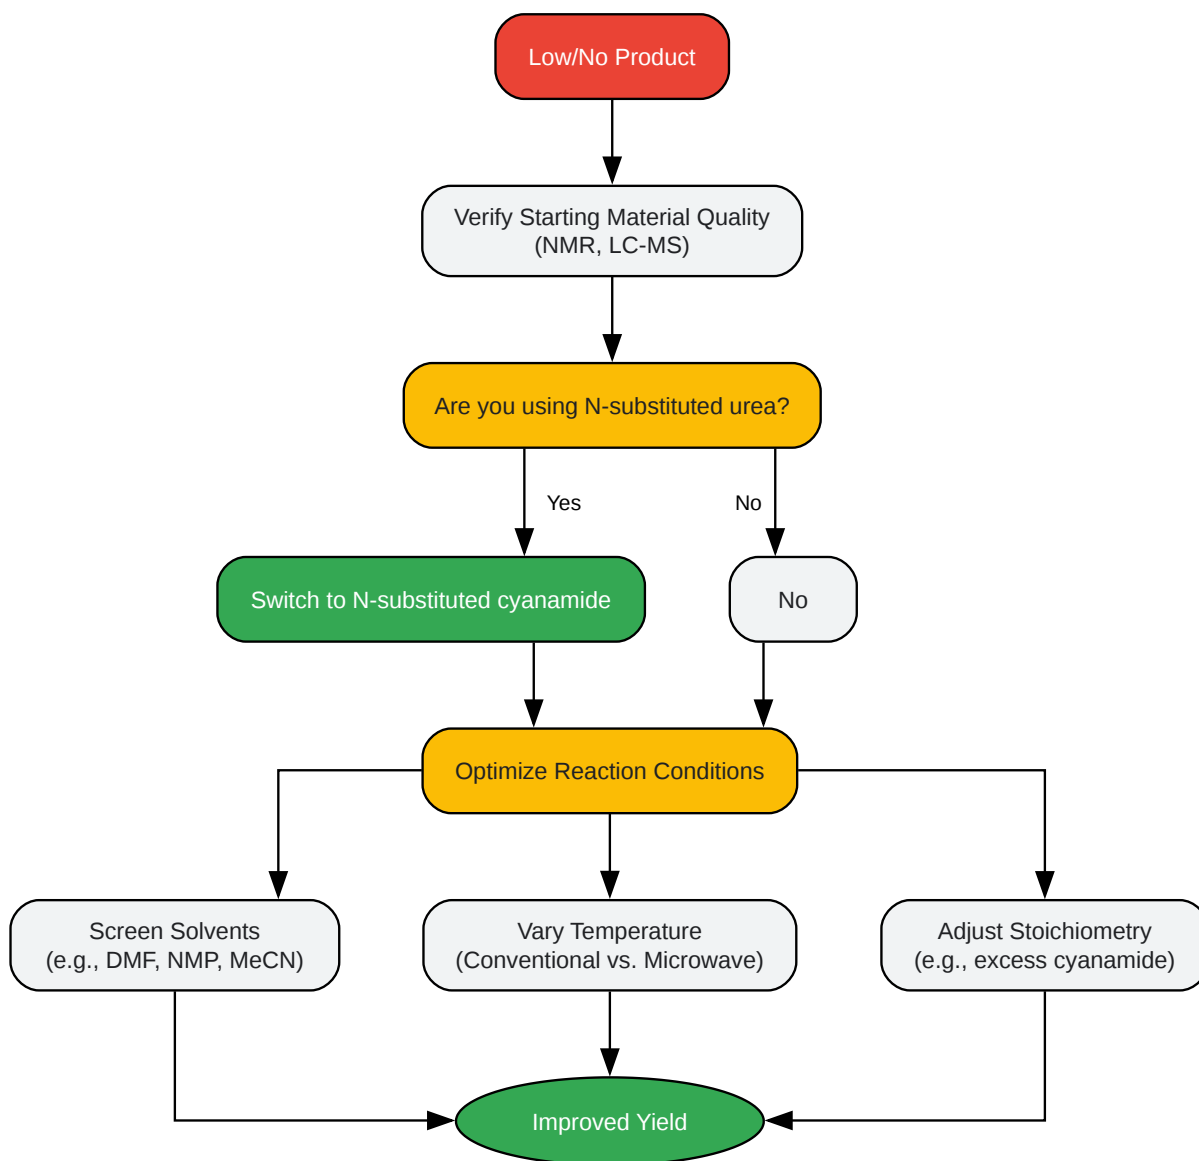 Low/No Product
Verify Starting Material Quality
(NMR, LC-MS)
Are you using N-substituted urea?
Yes
No
Switch to N-substituted cyanamide
No
Optimize Reaction Conditions
Screen Solvents
(e.g., DMF, NMP, MeCN)
Vary Temperature
(Conventional vs. Microwave)
Adjust Stoichiometry
(e.g., excess cyanamide)
Improved Yield